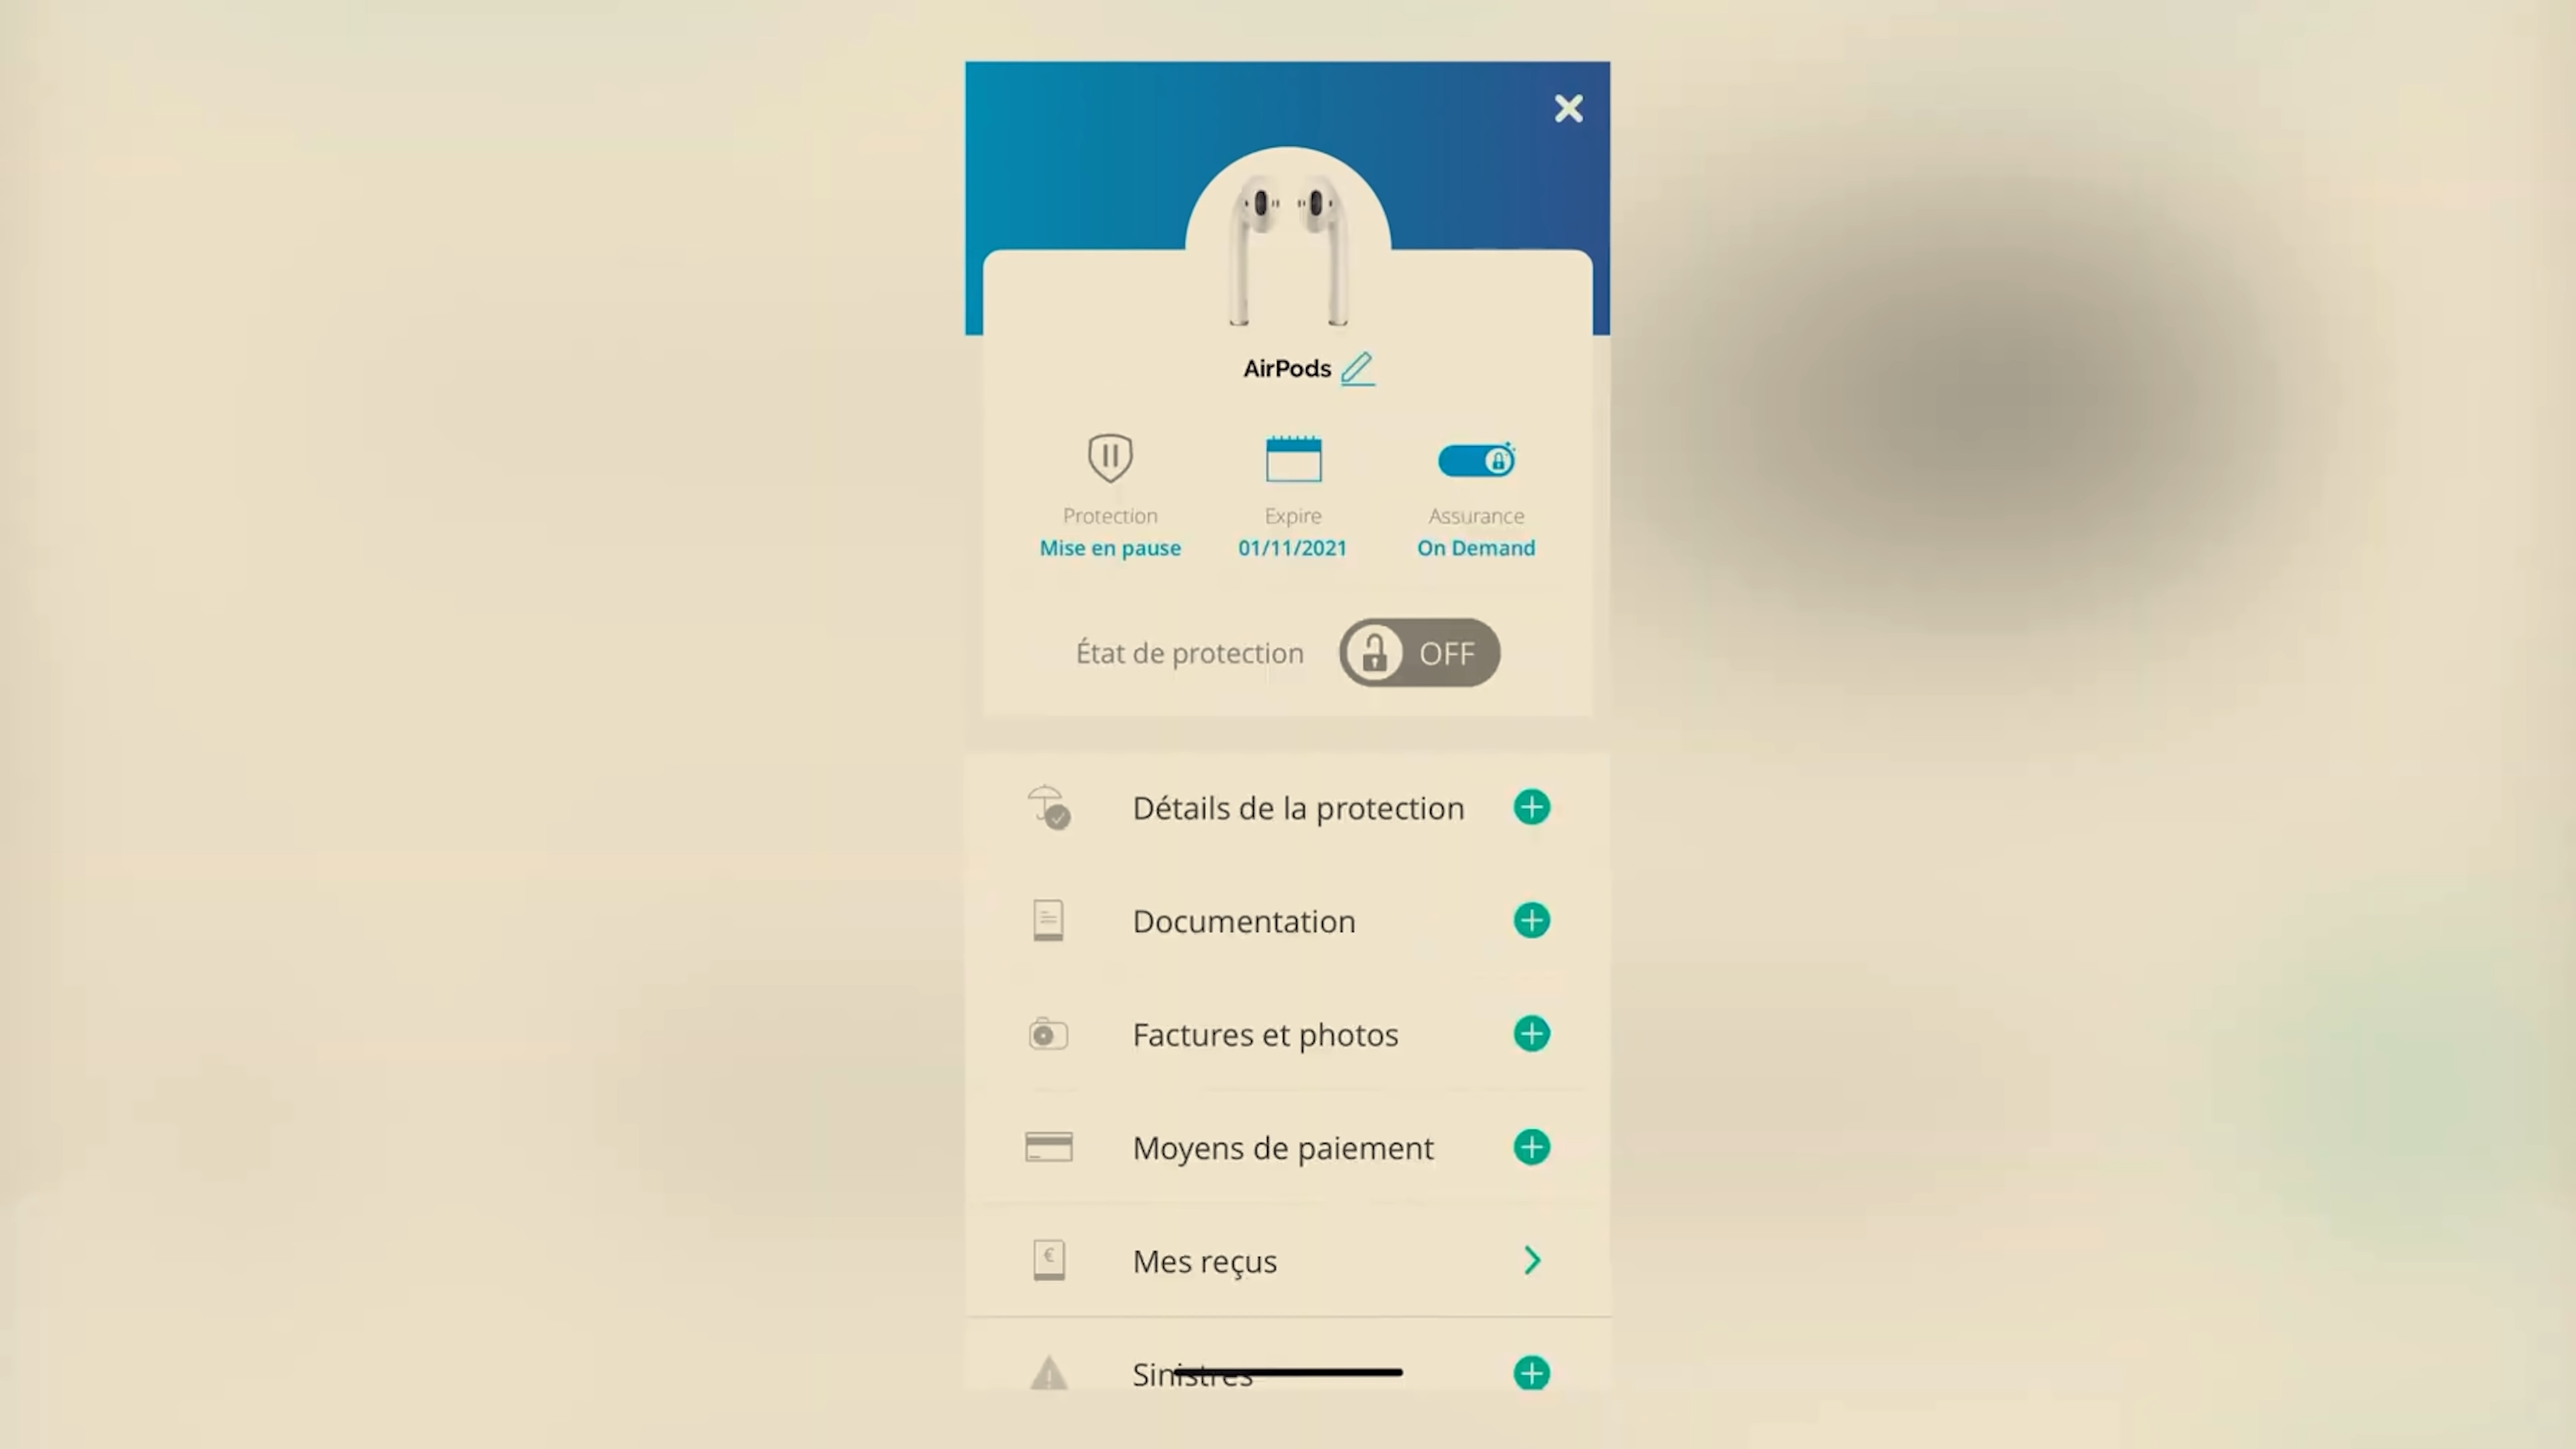 AirPods
Protection
Mise en pause
Expire
01/11/2021
Assurance
On Demand
État de protection
OFF
Détails de la protection
Documentation
Factures et photos
Moyens de paiement
Mes reçus
€
Sinistres